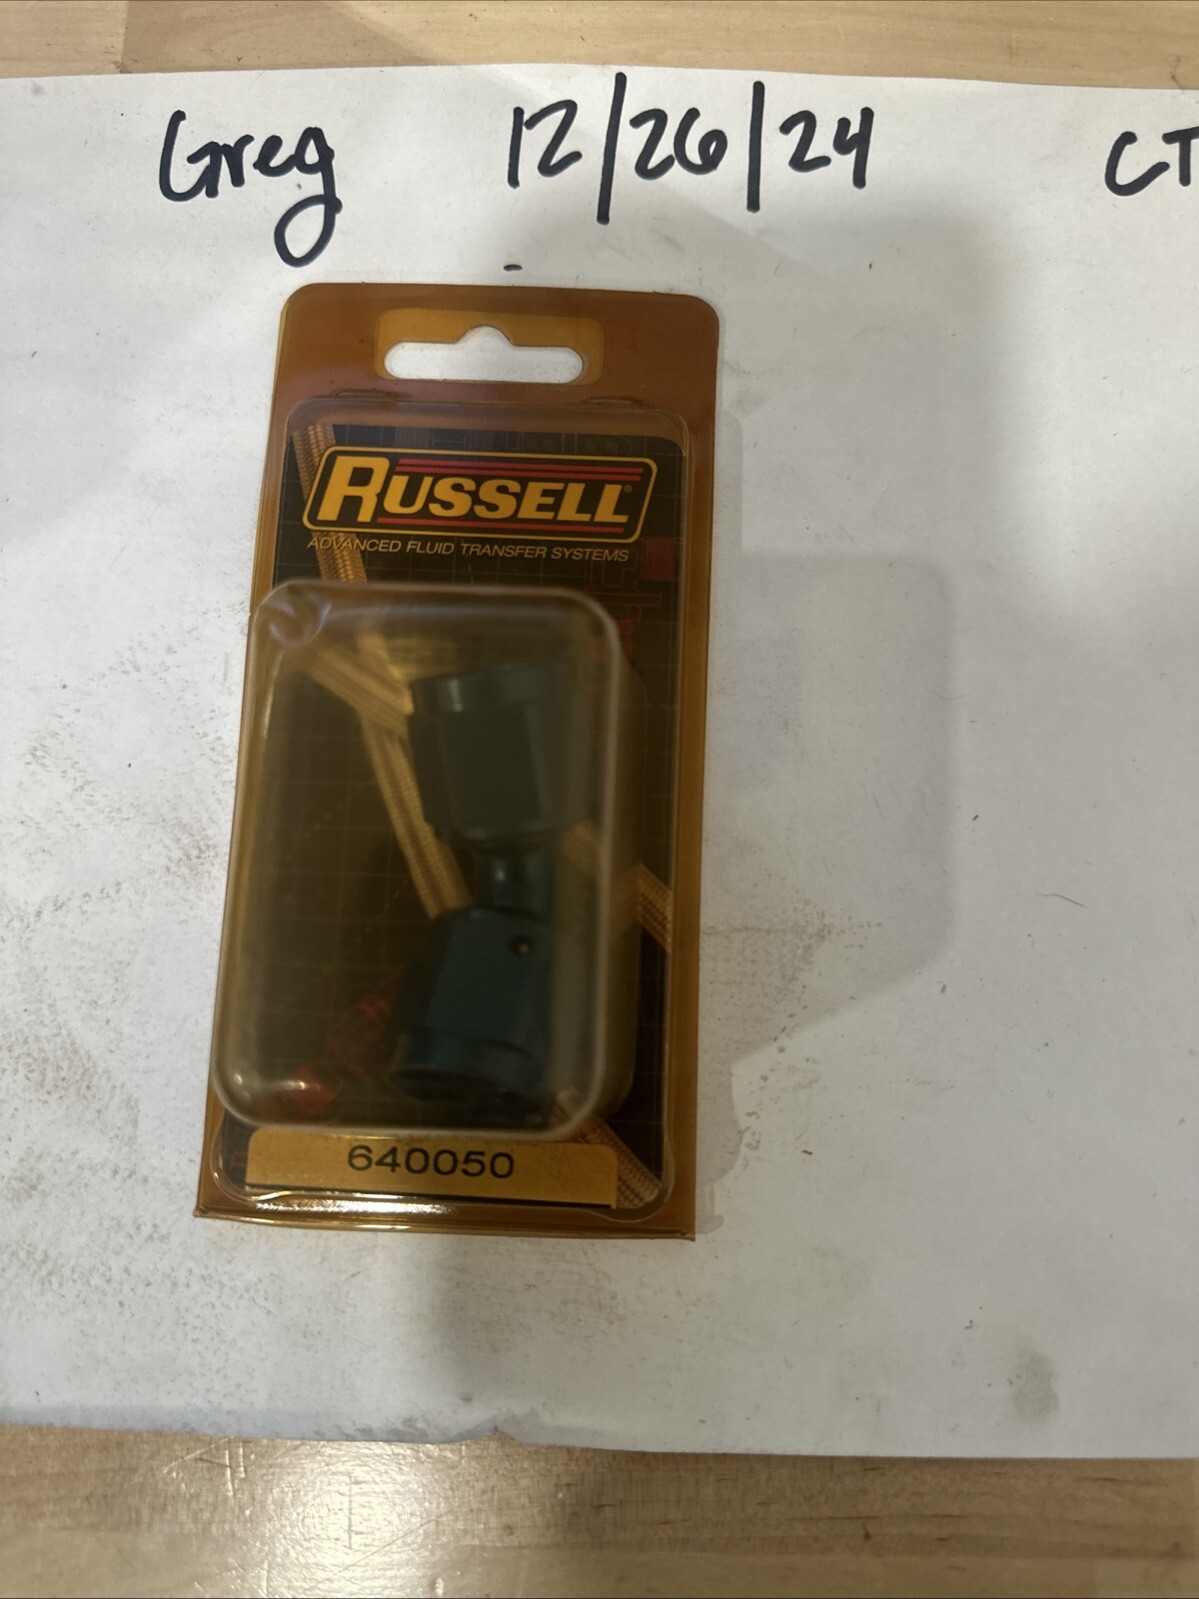 Greg 12/26/24 CT
RUSSELL®
ADVANCED FLUID TRANSFER SYSTEMS
640050